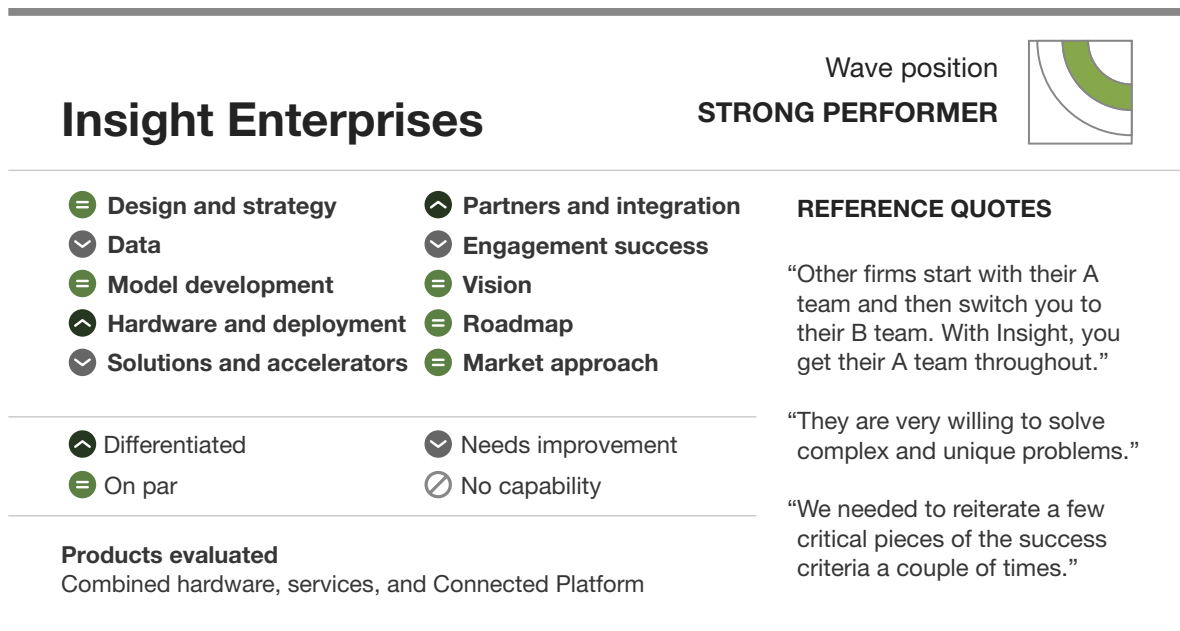 Wave position
STRONG PERFORMER
Insight Enterprises
Design and strategy
Data
Model development
Hardware and deployment
Solutions and accelerators
Partners and integration
Engagement success
Vision
Roadmap
Market approach
Differentiated
On par
Needs improvement
No capability
Products evaluated
Combined hardware, services, and Connected Platform
REFERENCE QUOTES
“Other firms start with their A
team and then switch you to
their B team. With Insight, you
get their A team throughout.”
“They are very willing to solve
complex and unique problems.”
“We needed to reiterate a few
critical pieces of the success
criteria a couple of times.”